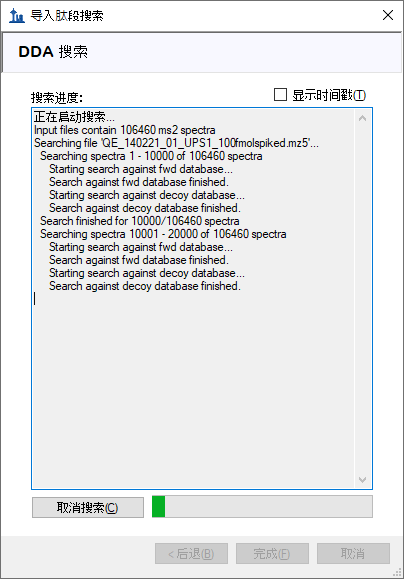 导入肽段搜索
DDA 搜索
搜索进度:
显示时间戳(T)
正在启动搜索...
Input files contain 106460 ms2 spectra
Searching file 'QE_140221_01_UPS1_100fmolspiked.mz5'...
Searching spectra 1 - 10000 of 106460 spectra
Starting search against fwd database...
Search against fwd database finished.
Starting search against decoy database...
Search against decoy database finished.
Search finished for 10000/106460 spectra
Searching spectra 10001 - 20000 of 106460 spectra
Starting search against fwd database...
Search against fwd database finished.
Starting search against decoy database...
Search against decoy database finished.
取消搜索(C)
< 后退(B)
完成(F)
取消